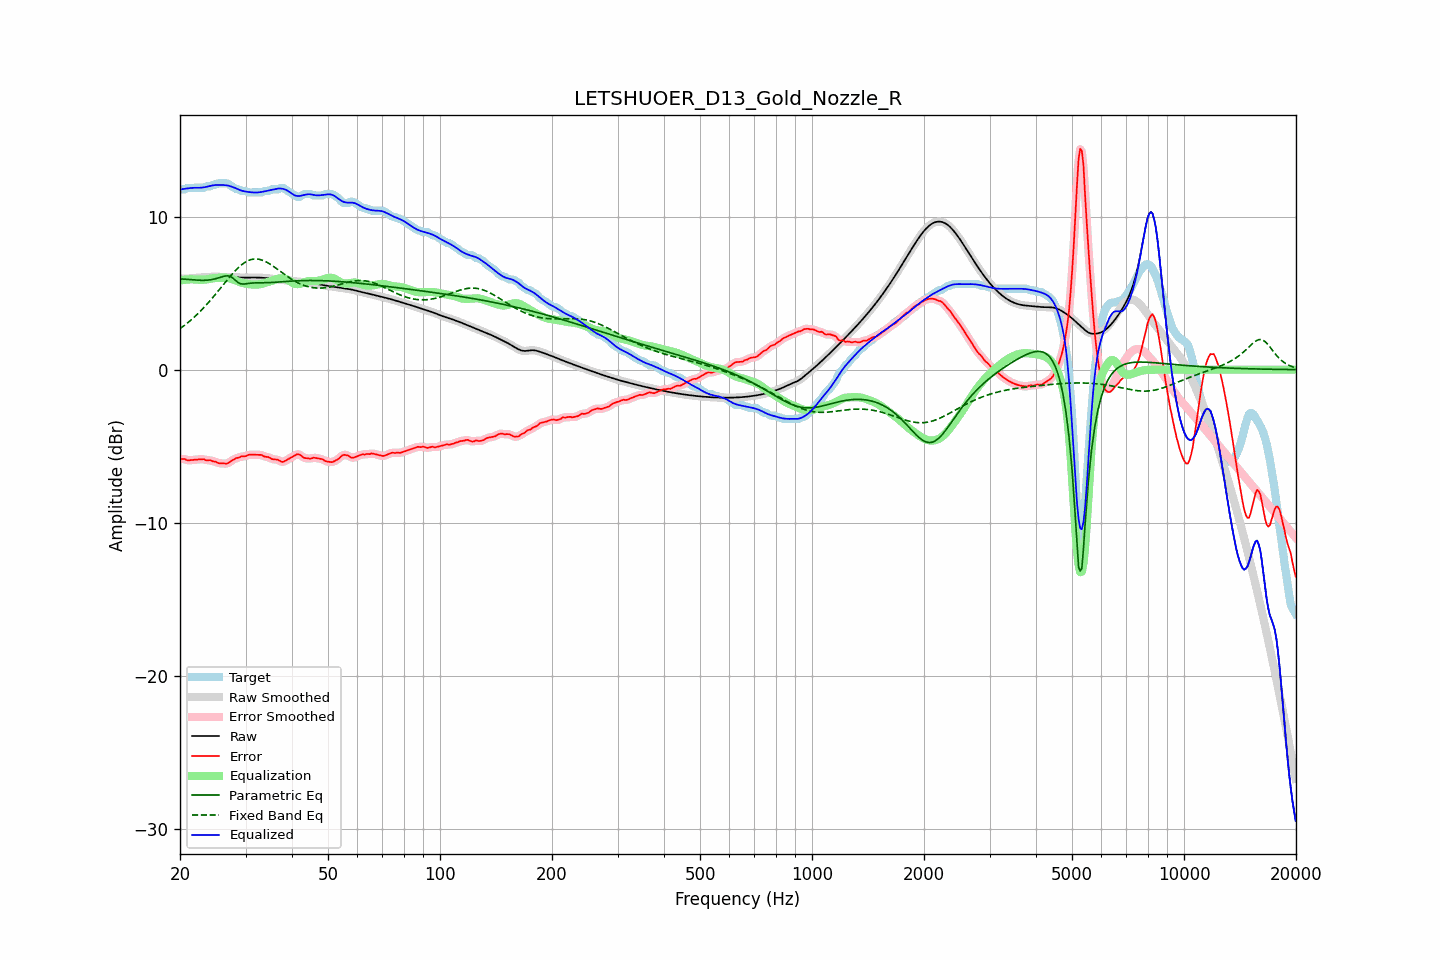 LETSHUOER_D13_Gold_Nozzle_R
Amplitude (dBr)
10
0
−10
−20
−30
Target
Raw Smoothed
Error Smoothed
Raw
Error
Equalization
Parametric Eq
Fixed Band Eq
Equalized
20 50 100 200 500 1000 2000 5000 10000 20000
Frequency (Hz)